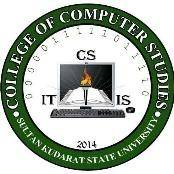 COLLEGE OF COMPUTER STUDIES
CS
IT
IS
2014
SULTAN KUDARAT STATE UNIVERSITY